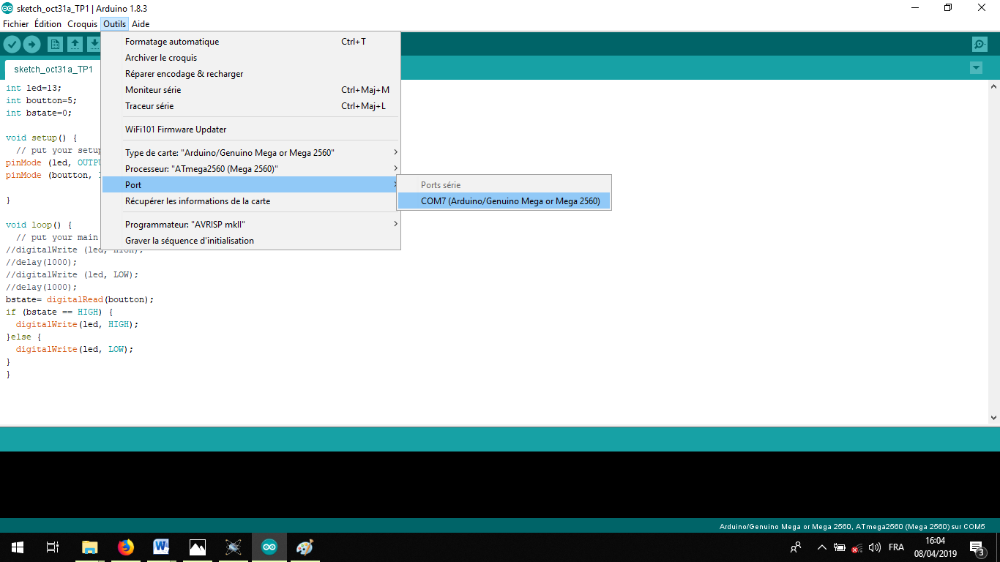 sketch_oct31a_TP1 | Arduino 1.8.3
Fichier Édition Croquis Outils Aide
sketch_oct31a_TP1
Formatage automatique Ctrl+T
Archiver le croquis
Réparer encodage & recharger
Moniteur série Ctrl+Maj+M
Traceur série Ctrl+Maj+L
WiFi101 Firmware Updater
Type de carte: "Arduino/Genuino Mega or Mega 2560"
Processeur: "ATmega2560 (Mega 2560)"
Port
Récupérer les informations de la carte
Programmateur: "AVRISP mkII"
Graver la séquence d'initialisation
Ports série
COM7 (Arduino/Genuino Mega or Mega 2560)
int led=13;
int boutton=5;
int bstate=0;
void setup() {
// put your setup
pinMode (led, OUTPU
pinMode (boutton,
}
void loop() {
// put your main
//digitalWrite (led, HIGH);
//delay(1000);
//digitalWrite (led, LOW);
//delay(1000);
bstate= digitalRead(boutton);
if (bstate == HIGH) {
digitalWrite(led, HIGH);
}else {
digitalWrite(led, LOW);
}
}
Arduino/Genuino Mega or Mega 2560, ATmega2560 (Mega 2560) sur COM5
FRA
16:04
08/04/2019
3